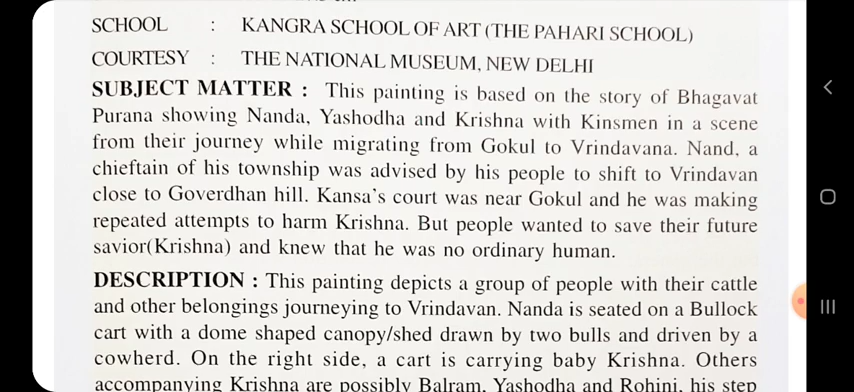 SCHOOL : KANGRA SCHOOL OF ART (THE PAHARI SCHOOL)
COURTESY : THE NATIONAL MUSEUM, NEW DELHI
SUBJECT MATTER : This painting is based on the story of Bhagavat
Purana showing Nanda, Yashodha and Krishna with Kinsmen in a scene
from their journey while migrating from Gokul to Vrindavana. Nand, a
chieftain of his township was advised by his people to shift to Vrindavan
close to Goverdhan hill. Kansa's court was near Gokul and he was making
repeated attempts to harm Krishna. But people wanted to save their future
savior(Krishna) and knew that he was no ordinary human.
DESCRIPTION : This painting depicts a group of people with their cattle
and other belongings journeying to Vrindavan. Nanda is seated on a Bullock
cart with a dome shaped canopy/shed drawn by two bulls and driven by a
cowherd. On the right side, a cart is carrying baby Krishna. Others
accompanying Krishna are possibly Balram, Yashodha and Rohini, his step